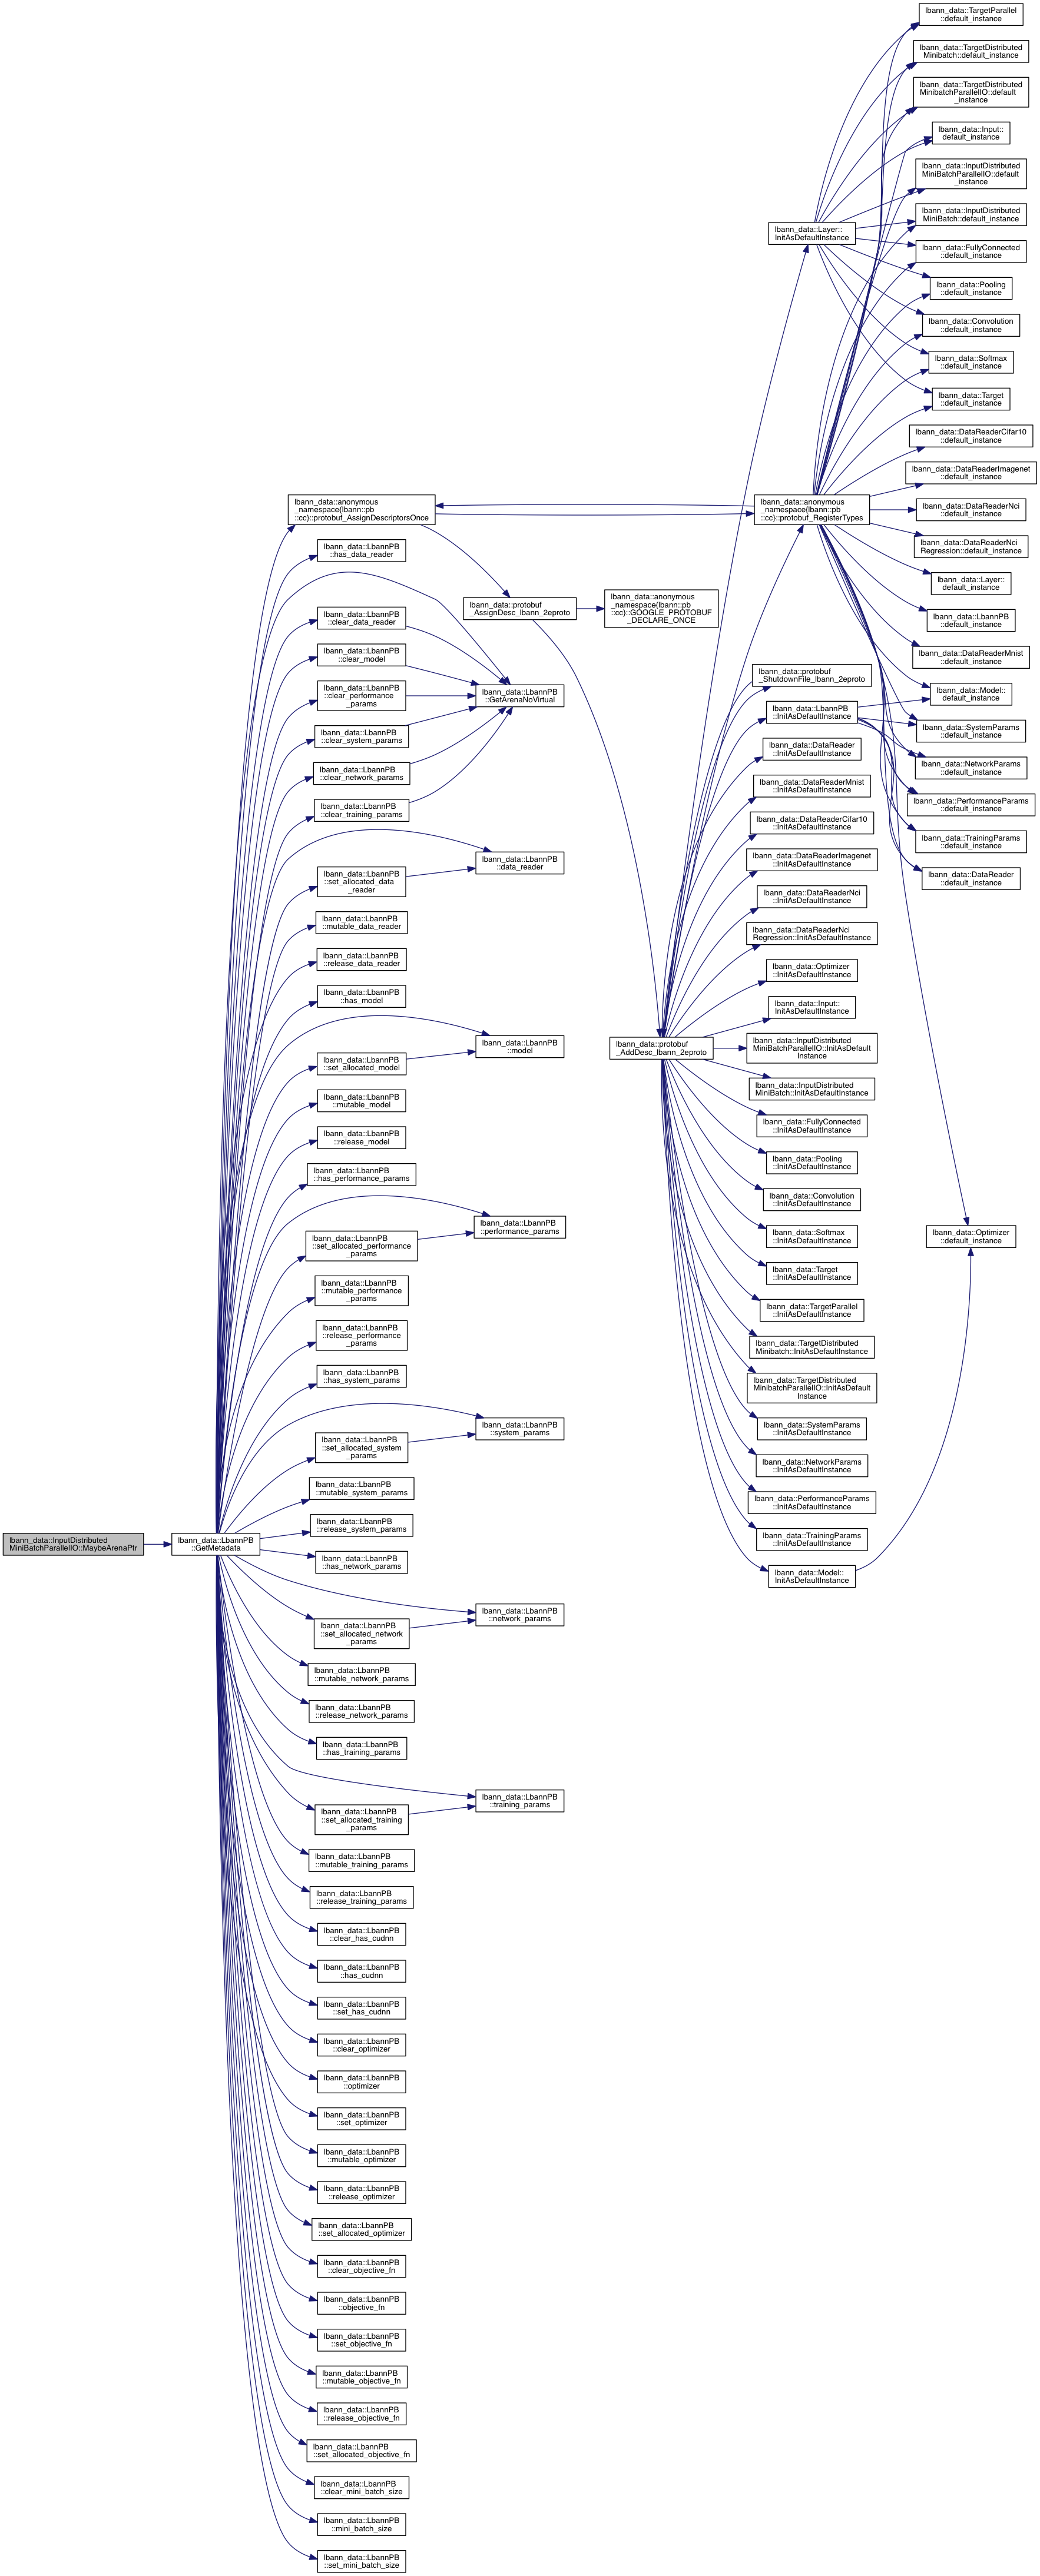 lbann_data::TargetParallel
::default_instance
lbann_data::TargetDistributed
Minibatch::default_instance
lbann_data::TargetDistributed
MinibatchParallelIO::default
_instance
lbann_data::Input::
default_instance
lbann_data::InputDistributed
MiniBatchParallelIO::default
_instance
lbann_data::InputDistributed
MiniBatch::default_instance
lbann_data::Layer::
InitAsDefaultInstance
lbann_data::FullyConnected
::default_instance
lbann_data::Pooling
::default_instance
lbann_data::Convolution
::default_instance
lbann_data::Softmax
::default_instance
lbann_data::Target
::default_instance
lbann_data::DataReaderCifar10
::default_instance
lbann_data::DataReaderImagenet
::default_instance
lbann_data::anonymous
_namespace{lbann::pb
::cc}::protobuf_AssignDescriptorsOnce
lbann_data::anonymous
_namespace{lbann::pb
::cc}::protobuf_RegisterTypes
lbann_data::DataReaderNci
::default_instance
lbann_data::DataReaderNci
Regression::default_instance
lbann_data::LbannPB
::has_data_reader
lbann_data::Layer::
default_instance
lbann_data::protobuf
_AssignDesc_lbann_2eproto
lbann_data::anonymous
_namespace{lbann::pb
::cc}::GOOGLE_PROTOBUF
_DECLARE_ONCE
lbann_data::LbannPB
::default_instance
lbann_data::LbannPB
::clear_data_reader
lbann_data::DataReaderMnist
::default_instance
lbann_data::LbannPB
::clear_model
lbann_data::protobuf
_ShutdownFile_lbann_2eproto
lbann_data::Model::
default_instance
lbann_data::LbannPB
::clear_performance
_params
lbann_data::LbannPB
::GetArenaNoVirtual
lbann_data::LbannPB
::InitAsDefaultInstance
lbann_data::SystemParams
::default_instance
lbann_data::LbannPB
::clear_system_params
lbann_data::DataReader
::InitAsDefaultInstance
lbann_data::NetworkParams
::default_instance
lbann_data::LbannPB
::clear_network_params
lbann_data::DataReaderMnist
::InitAsDefaultInstance
lbann_data::PerformanceParams
::default_instance
lbann_data::LbannPB
::clear_training_params
lbann_data::DataReaderCifar10
::InitAsDefaultInstance
lbann_data::TrainingParams
::default_instance
lbann_data::LbannPB
::data_reader
lbann_data::DataReaderImagenet
::InitAsDefaultInstance
lbann_data::DataReader
::default_instance
lbann_data::LbannPB
::set_allocated_data
_reader
lbann_data::DataReaderNci
::InitAsDefaultInstance
lbann_data::LbannPB
::mutable_data_reader
lbann_data::DataReaderNci
Regression::InitAsDefaultInstance
lbann_data::LbannPB
::release_data_reader
lbann_data::Optimizer
::InitAsDefaultInstance
lbann_data::LbannPB
::has_model
lbann_data::Input::
InitAsDefaultInstance
lbann_data::LbannPB
::model
lbann_data::protobuf
_AddDesc_lbann_2eproto
lbann_data::InputDistributed
MiniBatchParallelIO::InitAsDefault
Instance
lbann_data::LbannPB
::set_allocated_model
lbann_data::InputDistributed
MiniBatch::InitAsDefaultInstance
lbann_data::LbannPB
::mutable_model
lbann_data::FullyConnected
::InitAsDefaultInstance
lbann_data::LbannPB
::release_model
lbann_data::Pooling
::InitAsDefaultInstance
lbann_data::LbannPB
::has_performance_params
lbann_data::Convolution
::InitAsDefaultInstance
lbann_data::LbannPB
::performance_params
lbann_data::Softmax
::InitAsDefaultInstance
lbann_data::Optimizer
::default_instance
lbann_data::LbannPB
::set_allocated_performance
_params
lbann_data::Target
::InitAsDefaultInstance
lbann_data::LbannPB
::mutable_performance
_params
lbann_data::TargetParallel
::InitAsDefaultInstance
lbann_data::LbannPB
::release_performance
_params
lbann_data::TargetDistributed
Minibatch::InitAsDefaultInstance
lbann_data::LbannPB
::has_system_params
lbann_data::TargetDistributed
MinibatchParallelIO::InitAsDefault
Instance
lbann_data::LbannPB
::system_params
lbann_data::SystemParams
::InitAsDefaultInstance
lbann_data::LbannPB
::set_allocated_system
_params
lbann_data::NetworkParams
::InitAsDefaultInstance
lbann_data::LbannPB
::mutable_system_params
lbann_data::PerformanceParams
::InitAsDefaultInstance
lbann_data::LbannPB
::release_system_params
lbann_data::TrainingParams
::InitAsDefaultInstance
lbann_data::InputDistributed
MiniBatchParallelIO::MaybeArenaPtr
lbann_data::LbannPB
::GetMetadata
lbann_data::LbannPB
::has_network_params
lbann_data::Model::
InitAsDefaultInstance
lbann_data::LbannPB
::network_params
lbann_data::LbannPB
::set_allocated_network
_params
lbann_data::LbannPB
::mutable_network_params
lbann_data::LbannPB
::release_network_params
lbann_data::LbannPB
::has_training_params
lbann_data::LbannPB
::training_params
lbann_data::LbannPB
::set_allocated_training
_params
lbann_data::LbannPB
::mutable_training_params
lbann_data::LbannPB
::release_training_params
lbann_data::LbannPB
::clear_has_cudnn
lbann_data::LbannPB
::has_cudnn
lbann_data::LbannPB
::set_has_cudnn
lbann_data::LbannPB
::clear_optimizer
lbann_data::LbannPB
::optimizer
lbann_data::LbannPB
::set_optimizer
lbann_data::LbannPB
::mutable_optimizer
lbann_data::LbannPB
::release_optimizer
lbann_data::LbannPB
::set_allocated_optimizer
lbann_data::LbannPB
::clear_objective_fn
lbann_data::LbannPB
::objective_fn
lbann_data::LbannPB
::set_objective_fn
lbann_data::LbannPB
::mutable_objective_fn
lbann_data::LbannPB
::release_objective_fn
lbann_data::LbannPB
::set_allocated_objective_fn
lbann_data::LbannPB
::clear_mini_batch_size
lbann_data::LbannPB
::mini_batch_size
lbann_data::LbannPB
::set_mini_batch_size